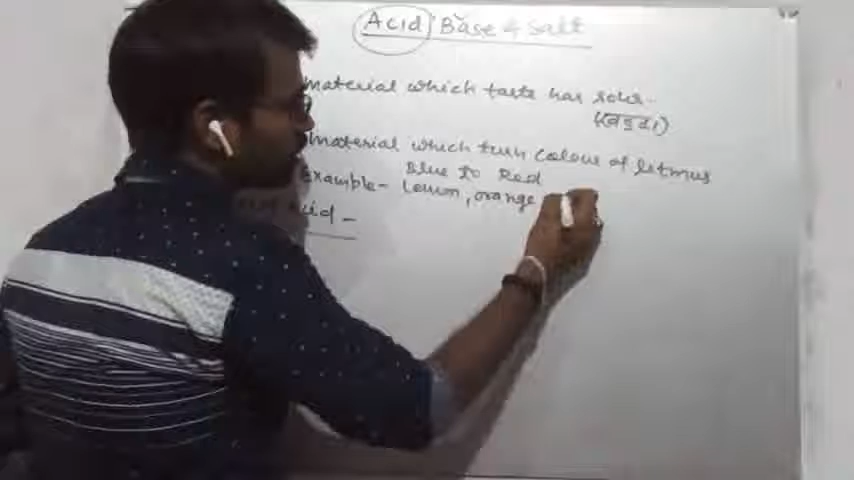 Acid, Base & Salt
material which taste has sour.
(खट्टा)
material which turn colour of litmus
Blue to Red
Example - Lemon, orange
cid -